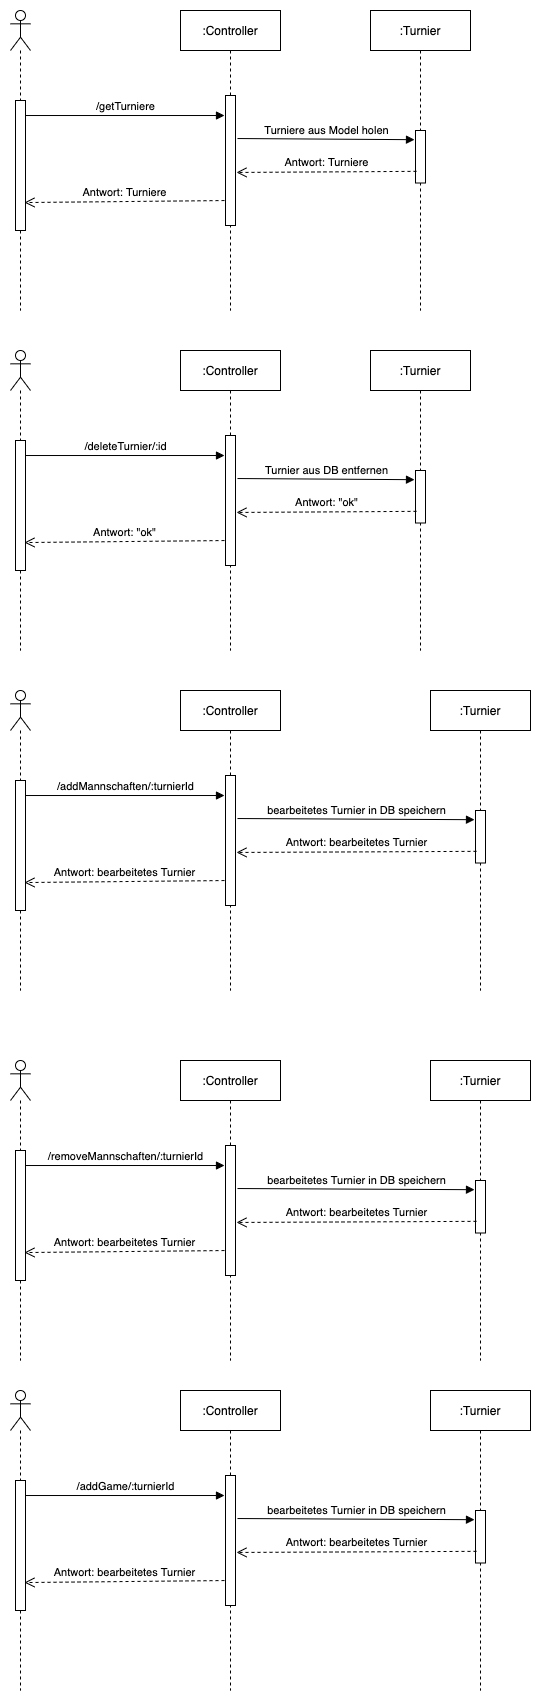 :Controller
:Turnier
/getTurniere
Turniere aus Model holen
Antwort: Turniere
Antwort: Turniere
:Controller
:Turnier
/deleteTurnier/:id
Turnier aus DB entfernen
Antwort: "ok"
Antwort: "ok"
:Controller
:Turnier
/addMannschaften/:turnierId
bearbeitetes Turnier in DB speichern
Antwort: bearbeitetes Turnier
Antwort: bearbeitetes Turnier
:Controller
:Turnier
/removeMannschaften/:turnierId
bearbeitetes Turnier in DB speichern
Antwort: bearbeitetes Turnier
Antwort: bearbeitetes Turnier
:Controller
:Turnier
/addGame/:turnierId
bearbeitetes Turnier in DB speichern
Antwort: bearbeitetes Turnier
Antwort: bearbeitetes Turnier